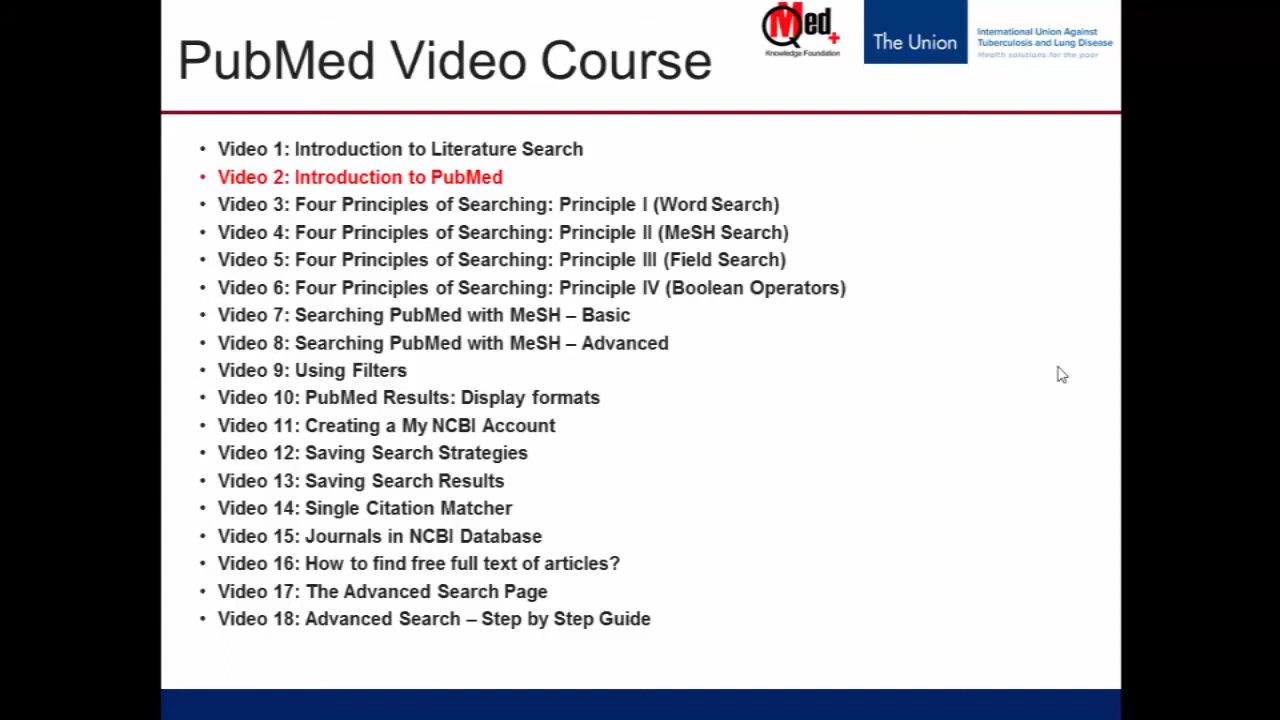 PubMed Video Course
QMed+
Knowledge Foundation
The Union
International Union Against
Tuberculosis and Lung Disease
Health solutions for the poor
• Video 1: Introduction to Literature Search
• Video 2: Introduction to PubMed
• Video 3: Four Principles of Searching: Principle I (Word Search)
• Video 4: Four Principles of Searching: Principle II (MeSH Search)
• Video 5: Four Principles of Searching: Principle III (Field Search)
• Video 6: Four Principles of Searching: Principle IV (Boolean Operators)
• Video 7: Searching PubMed with MeSH – Basic
• Video 8: Searching PubMed with MeSH – Advanced
• Video 9: Using Filters
• Video 10: PubMed Results: Display formats
• Video 11: Creating a My NCBI Account
• Video 12: Saving Search Strategies
• Video 13: Saving Search Results
• Video 14: Single Citation Matcher
• Video 15: Journals in NCBI Database
• Video 16: How to find free full text of articles?
• Video 17: The Advanced Search Page
• Video 18: Advanced Search – Step by Step Guide